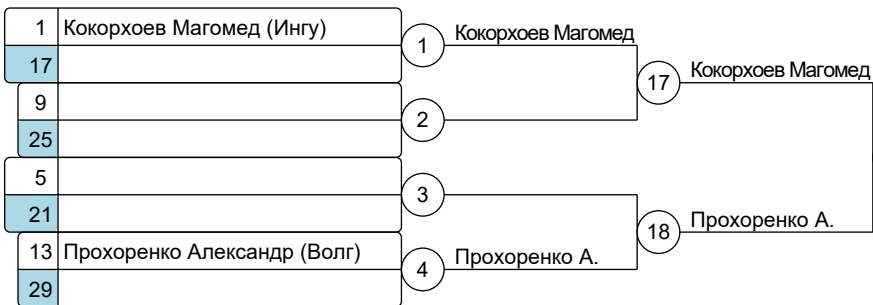 1 Кокорхоев Магомед (Ингу)
17
1 Кокорхоев Магомед
9
25
2
17 Кокорхоев Магомед
5
21
3
13 Прохоренко Александр (Волг)
29
4 Прохоренко А.
18 Прохоренко А.